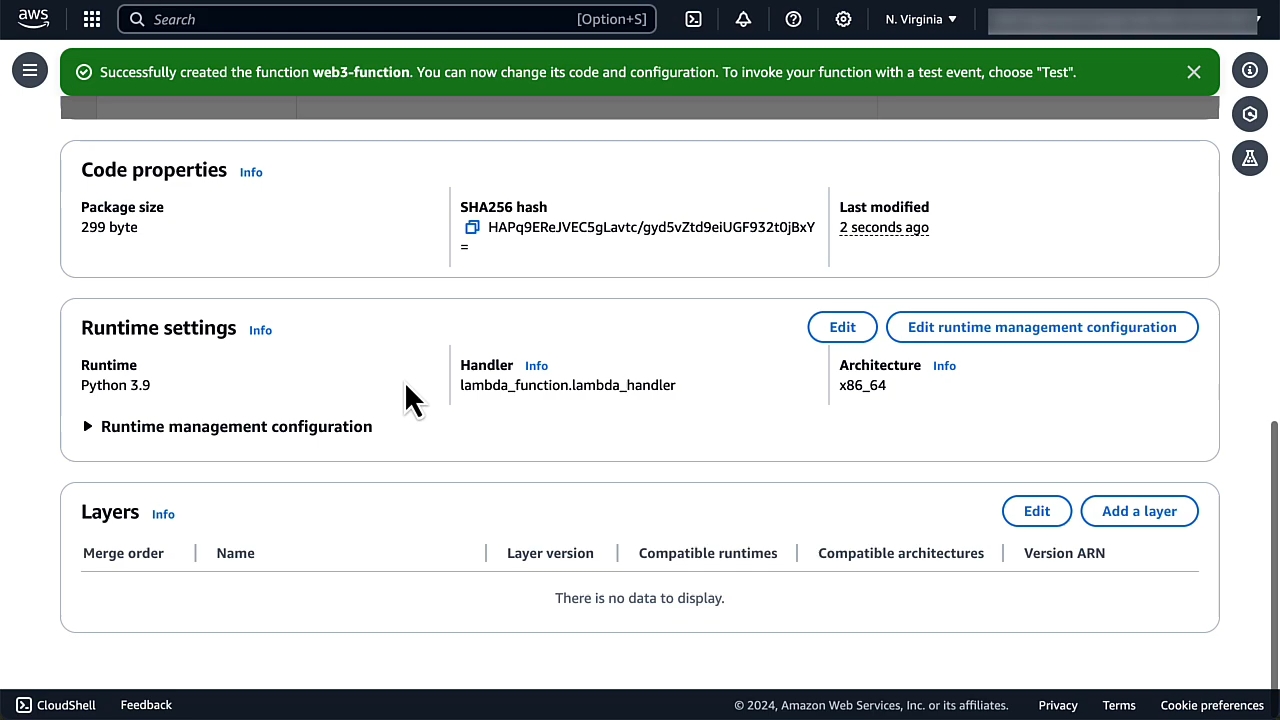 aws
Search
[Option+S]
N. Virginia
Successfully created the function web3-function. You can now change its code and configuration. To invoke your function with a test event, choose "Test".
Code properties Info
Package size
299 byte
SHA256 hash
HAPq9EReJVEC5gLavtc/gyd5vZtd9eiUGF932t0jBxY
=
Last modified
2 seconds ago
Runtime settings Info
Edit
Edit runtime management configuration
Runtime
Python 3.9
Handler Info
lambda_function.lambda_handler
Architecture Info
x86_64
Runtime management configuration
Layers Info
Edit
Add a layer
Merge order
Name
Layer version
Compatible runtimes
Compatible architectures
Version ARN
There is no data to display.
CloudShell
Feedback
© 2024, Amazon Web Services, Inc. or its affiliates.
Privacy
Terms
Cookie preferences